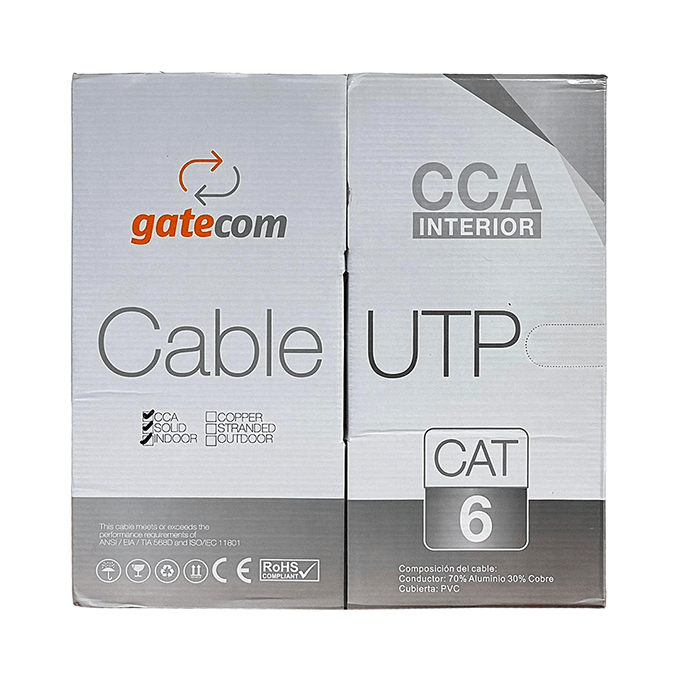 gatecom
CCA
INTERIOR
Cable UTP
CCA COPPER
SOLID STRANDED
INDOOR OUTDOOR
CAT
6
This cable meets or exceeds the
performance requirements of
ANSI / EIA / TIA 568D and ISO/IEC 11801
CE RoHS
COMPLIANT
Composición del cable:
Conductor: 70% Aluminio 30% Cobre
Cubierta: PVC